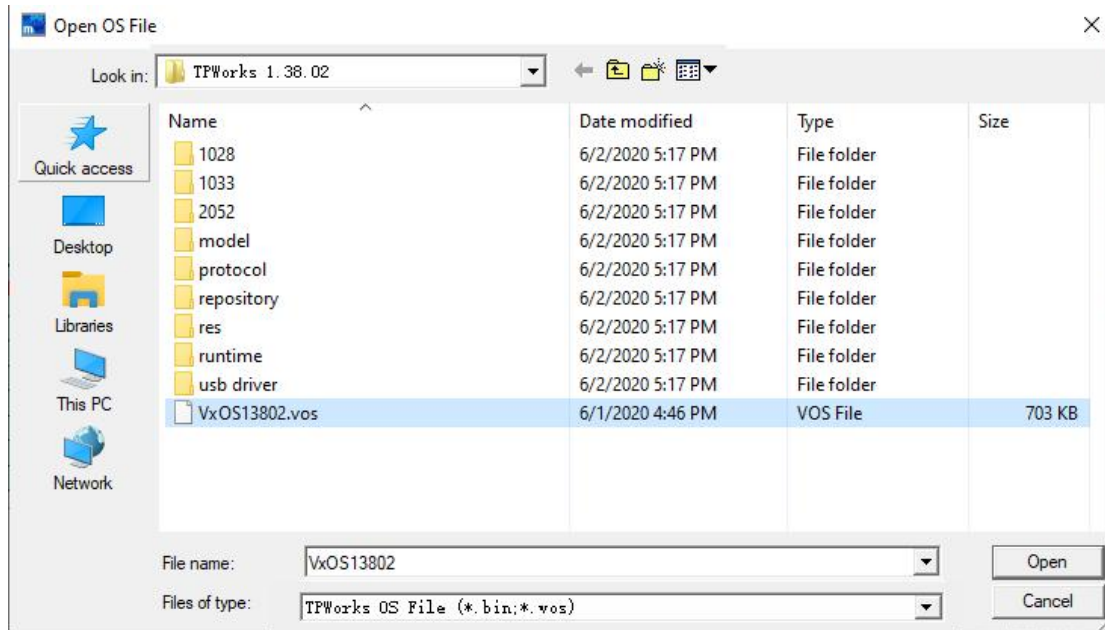 Open OS File
Look in: TPWorks 1.38.02
Quick access
Desktop
Libraries
This PC
Network
Name Date modified Type Size
1028 6/2/2020 5:17 PM File folder
1033 6/2/2020 5:17 PM File folder
2052 6/2/2020 5:17 PM File folder
model 6/2/2020 5:17 PM File folder
protocol 6/2/2020 5:17 PM File folder
repository 6/2/2020 5:17 PM File folder
res 6/2/2020 5:17 PM File folder
runtime 6/2/2020 5:17 PM File folder
usb driver 6/2/2020 5:17 PM File folder
VxOS13802.vos 6/1/2020 4:46 PM VOS File 703 KB
File name: VxOS13802 Open
Files of type: TPWorks OS File (*.bin;*.vos) Cancel